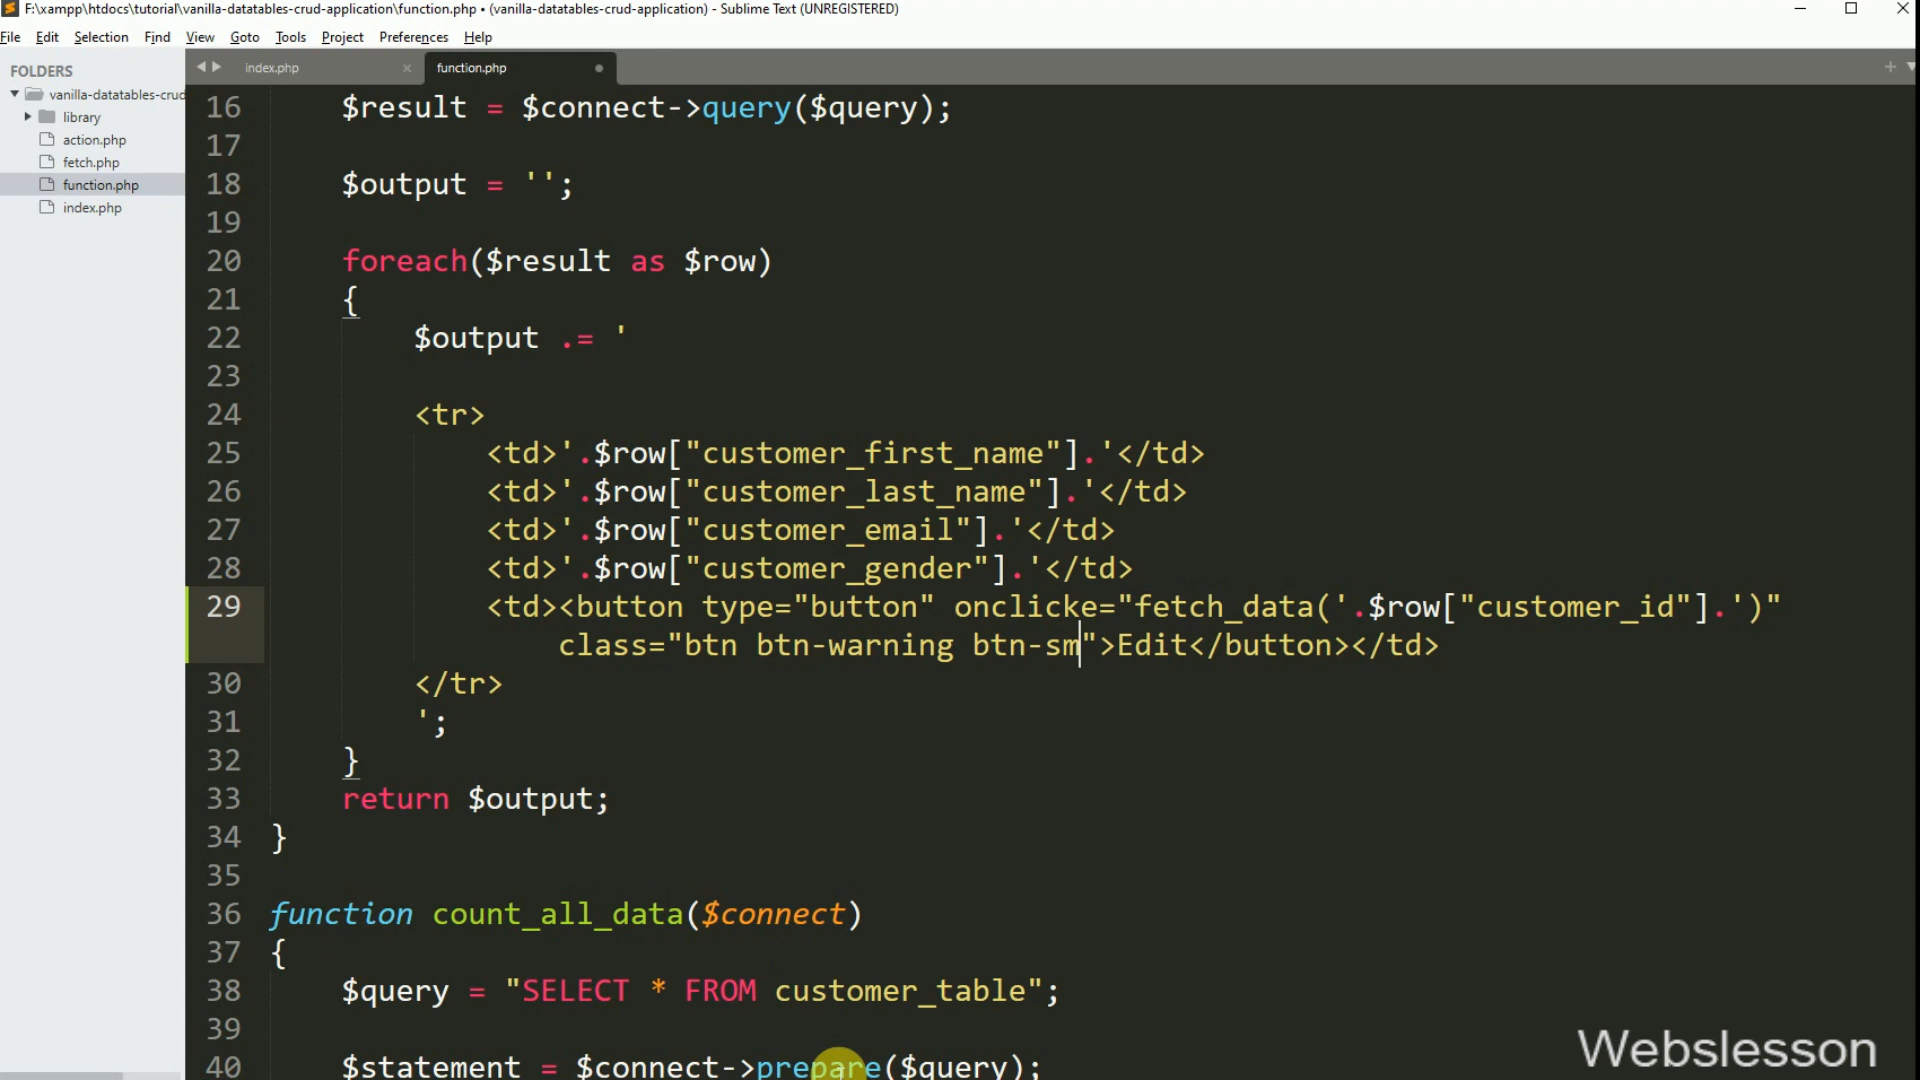 F:\xampp\htdocs\tutorial\vanilla-datatables-crud-application\function.php • (vanilla-datatables-crud-application) - Sublime Text (UNREGISTERED)
File Edit Selection Find View Goto Tools Project Preferences Help
FOLDERS
vanilla-datatables-crud
library
action.php
fetch.php
function.php
index.php
index.php function.php
16 $result = $connect->query($query);
17
18 $output = '';
19
20 foreach($result as $row)
21 {
22 $output .= '
23
24 <tr>
25 <td>'.$row["customer_first_name"].'</td>
26 <td>'.$row["customer_last_name"].'</td>
27 <td>'.$row["customer_email"].'</td>
28 <td>'.$row["customer_gender"].'</td>
29 <td><button type="button" onclicke="fetch_data('.$row["customer_id"].')"
class="btn btn-warning btn-sm">Edit</button></td>
30 </tr>
31 ';
32 }
33 return $output;
34 }
35
36 function count_all_data($connect)
37 {
38 $query = "SELECT * FROM customer_table";
39
40 $statement = $connect->prepare($query);
Webslesson